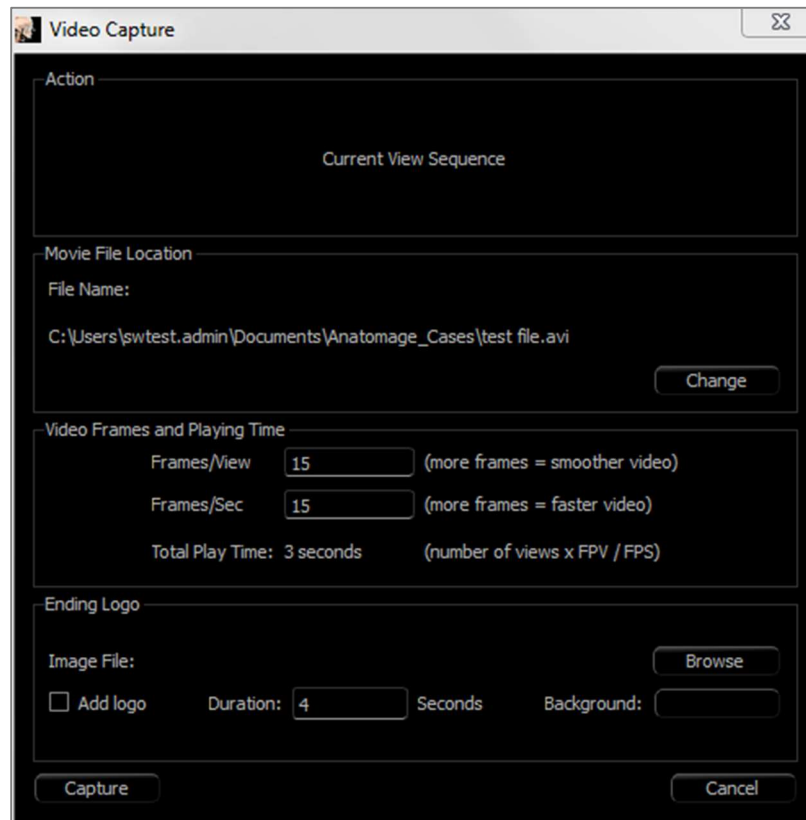 Video Capture
Action
Current View Sequence
Movie File Location
File Name:
C:\Users\swtest.admin\Documents\Anatomage_Cases\test file.avi
Change
Video Frames and Playing Time
Frames/View 15 (more frames = smoother video)
Frames/Sec 15 (more frames = faster video)
Total Play Time: 3 seconds (number of views x FPV / FPS)
Ending Logo
Image File: Browse
Add logo Duration: 4 Seconds Background:
Capture Cancel